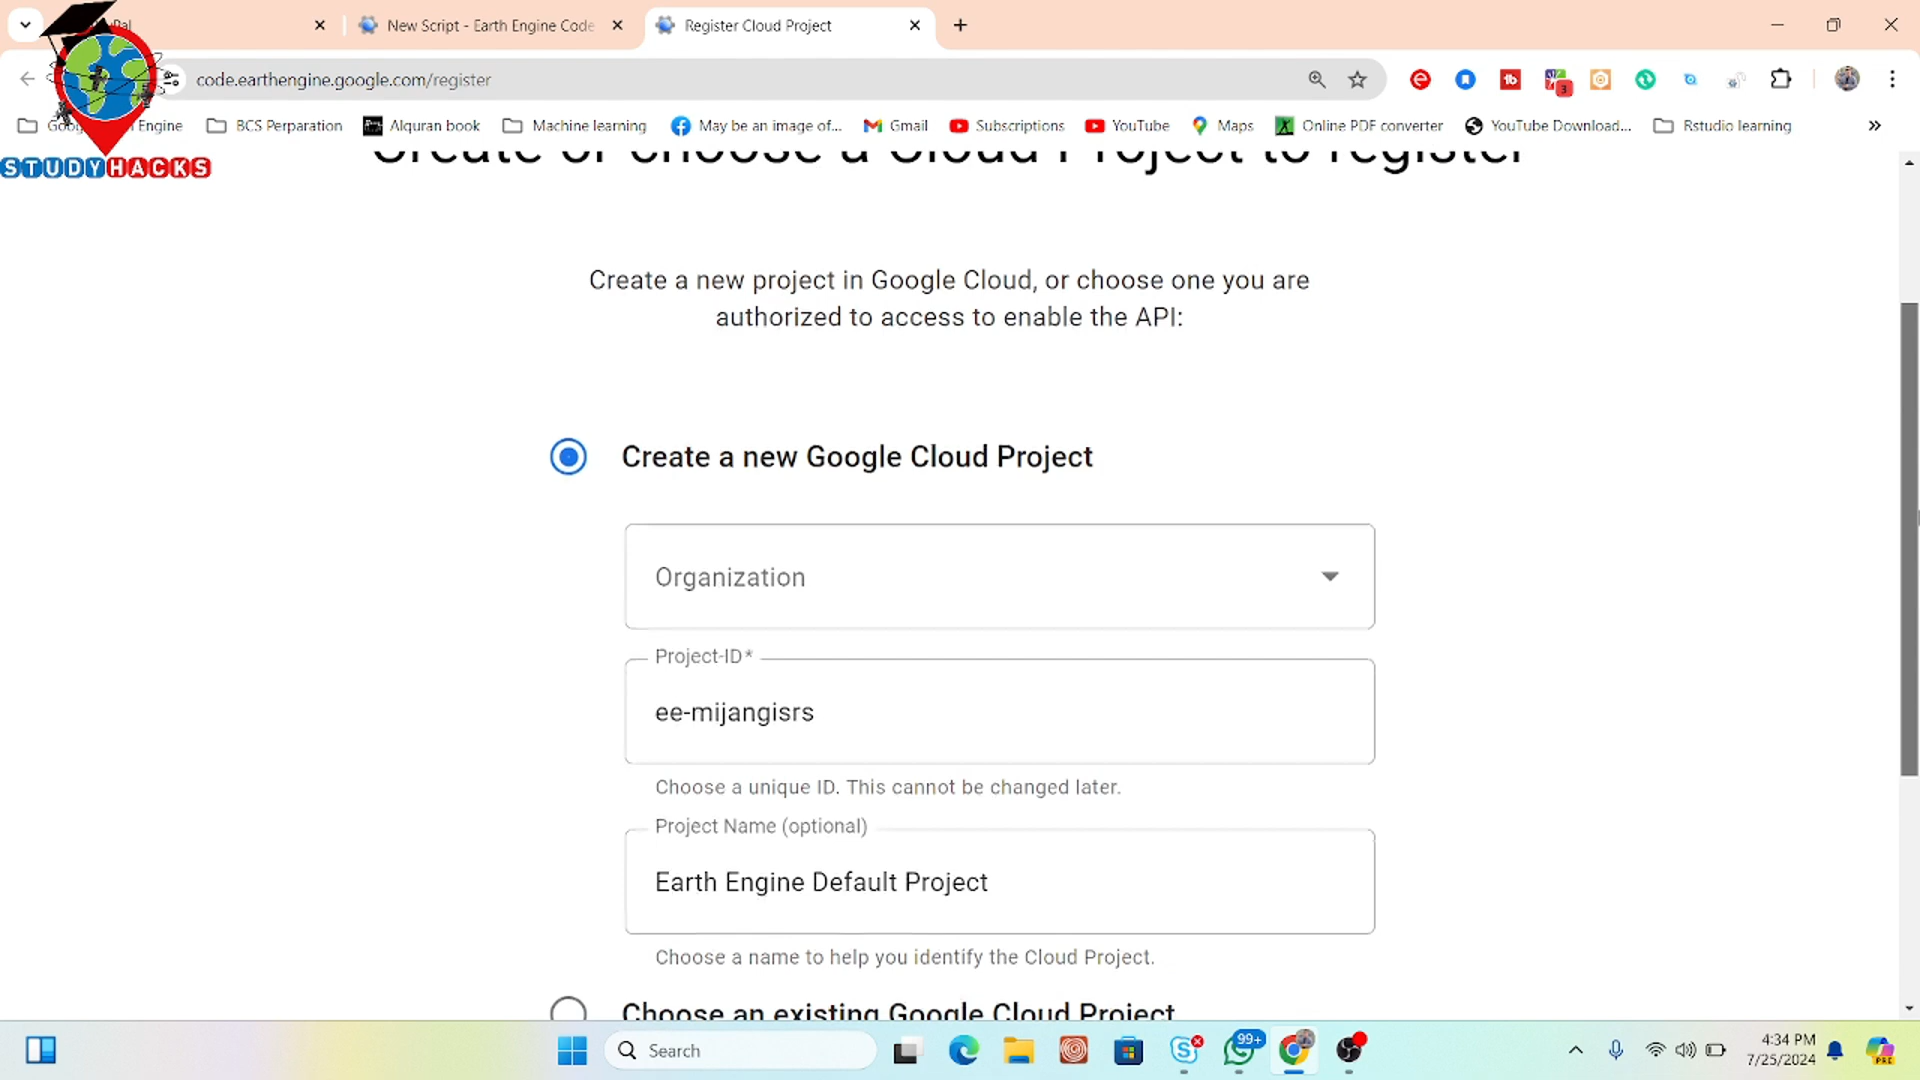 New Script - Earth Engine Code
Register Cloud Project
code.earthengine.google.com/register
Engine
BCS Perparation
Alquran book
Machine learning
May be an image of...
Gmail
Subscriptions
YouTube
Maps
Online PDF converter
YouTube Download...
Rstudio learning
STUDYHACKS
Create or choose a Cloud Project to register
Create a new project in Google Cloud, or choose one you are
authorized to access to enable the API:
Create a new Google Cloud Project
Organization
Project-ID*
ee-mijangisrs
Choose a unique ID. This cannot be changed later.
Project Name (optional)
Earth Engine Default Project
Choose a name to help you identify the Cloud Project.
Choose an existing Google Cloud Project
Search
99+
4:34 PM
7/25/2024
PRE